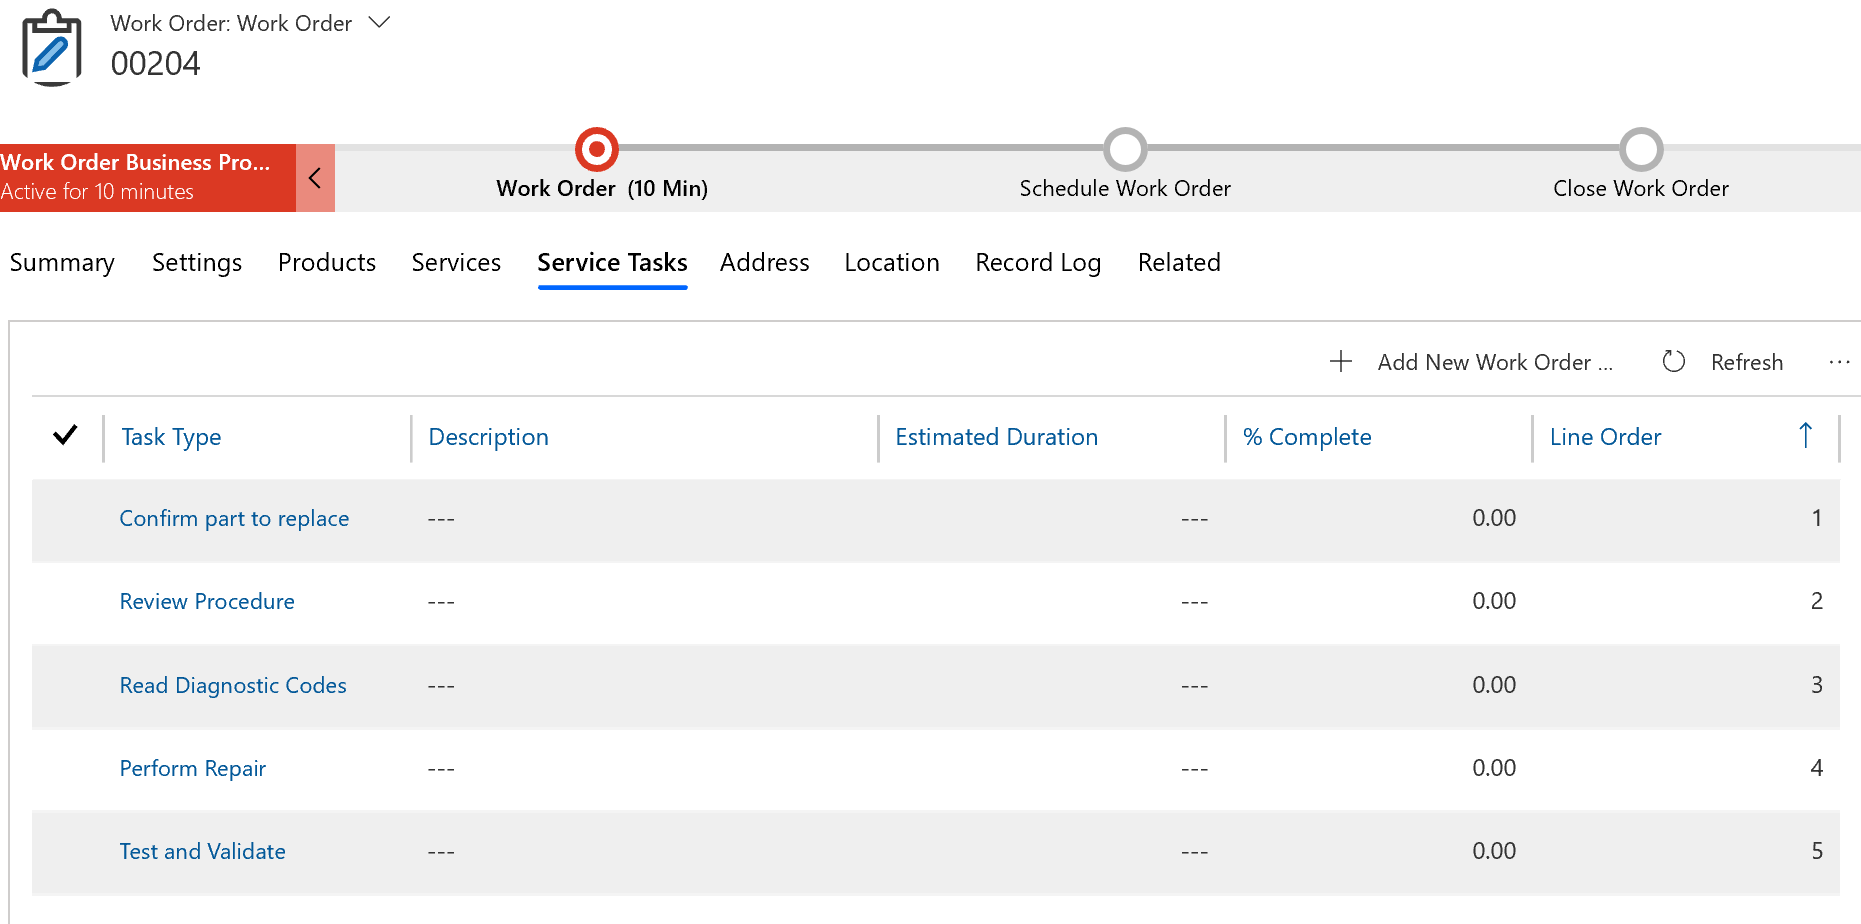 Work Order: Work Order
00204
Work Order Business Pro...
Active for 10 minutes
Work Order (10 Min)
Schedule Work Order
Close Work Order
Summary Settings Products Services Service Tasks Address Location Record Log Related
Add New Work Order ... Refresh ...
Task Type Description Estimated Duration % Complete Line Order
Confirm part to replace --- --- 0.00 1
Review Procedure --- --- 0.00 2
Read Diagnostic Codes --- --- 0.00 3
Perform Repair --- --- 0.00 4
Test and Validate --- --- 0.00 5